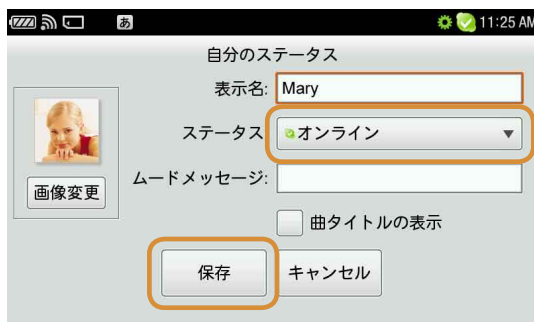 あ 11:25 AM
自分のステータス
表示名: Mary
ステータス オンライン
ムードメッセージ:
画像変更
曲タイトルの表示
保存 キャンセル